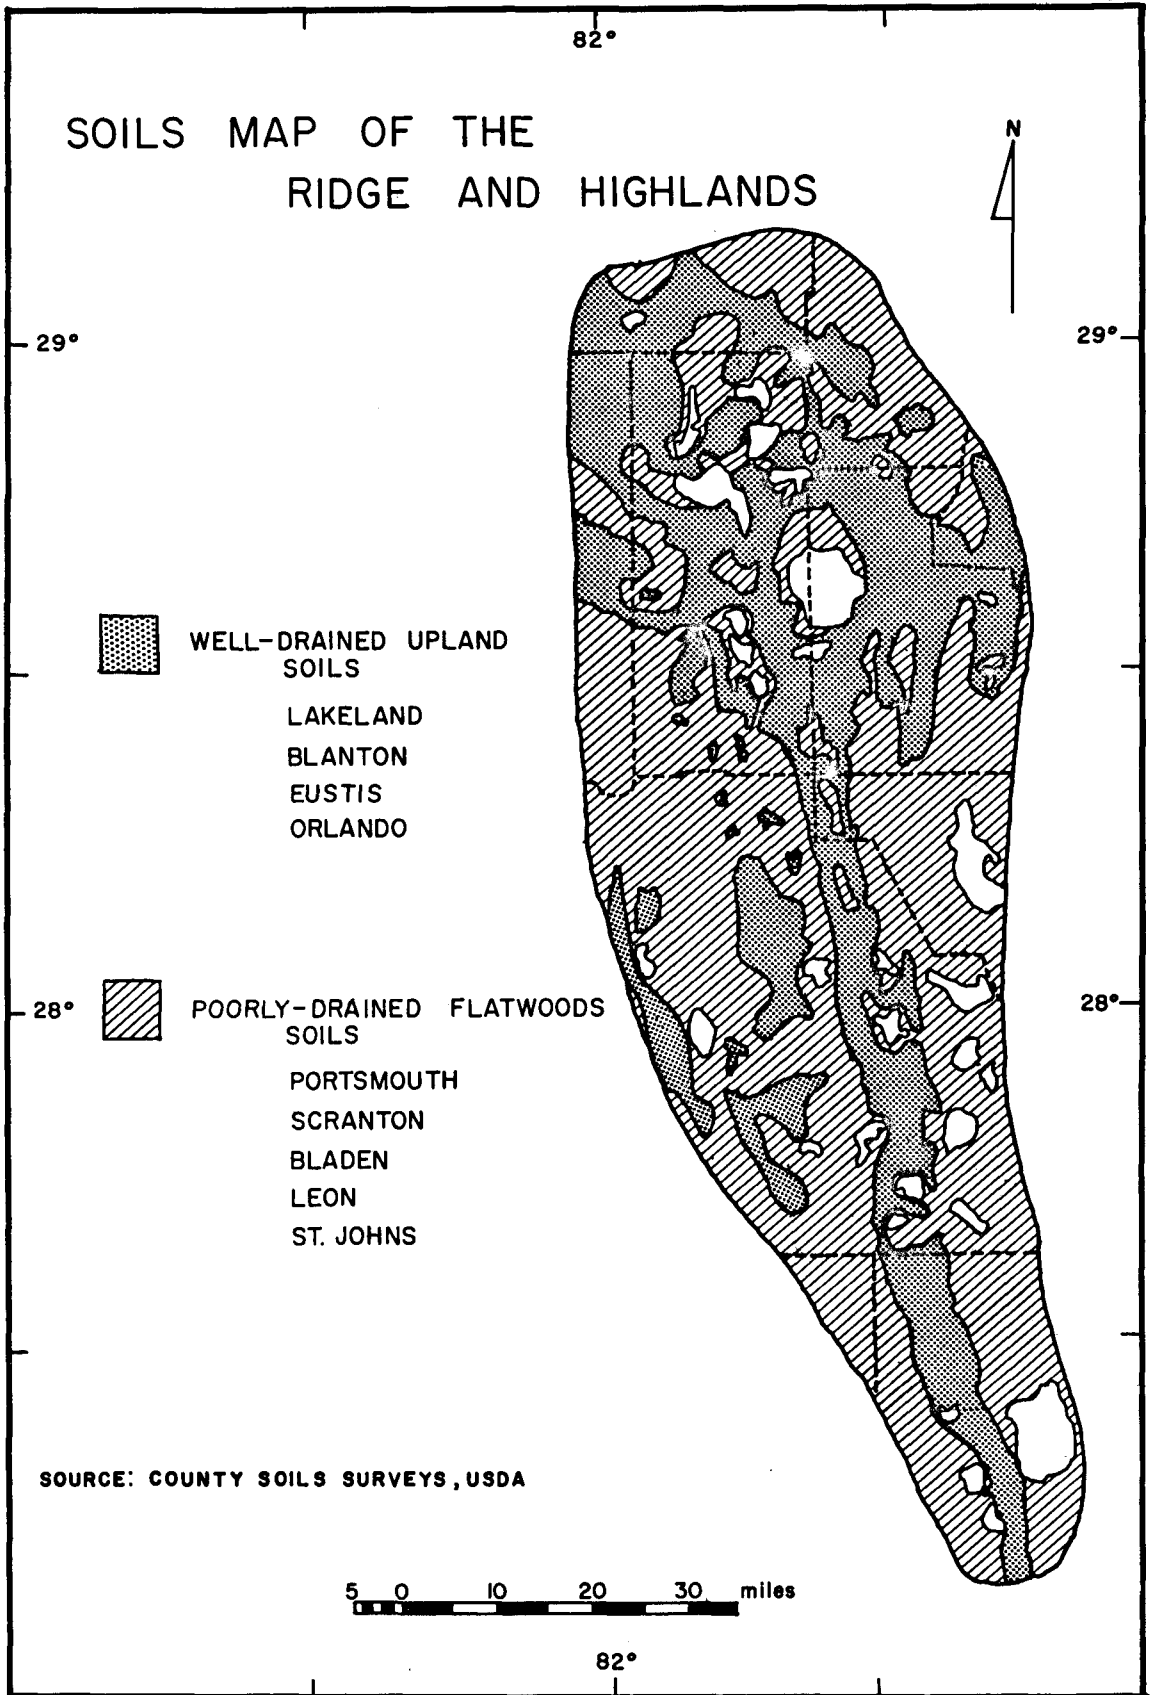 82°
SOILS MAP OF THE
RIDGE AND HIGHLANDS
N
29°
29°
WELL-DRAINED UPLAND
SOILS
LAKELAND
BLANTON
EUSTIS
ORLANDO
28°
28°
POORLY-DRAINED FLATWOODS
SOILS
PORTSMOUTH
SCRANTON
BLADEN
LEON
ST. JOHNS
SOURCE: COUNTY SOILS SURVEYS, USDA
5 0 10 20 30 miles
82°